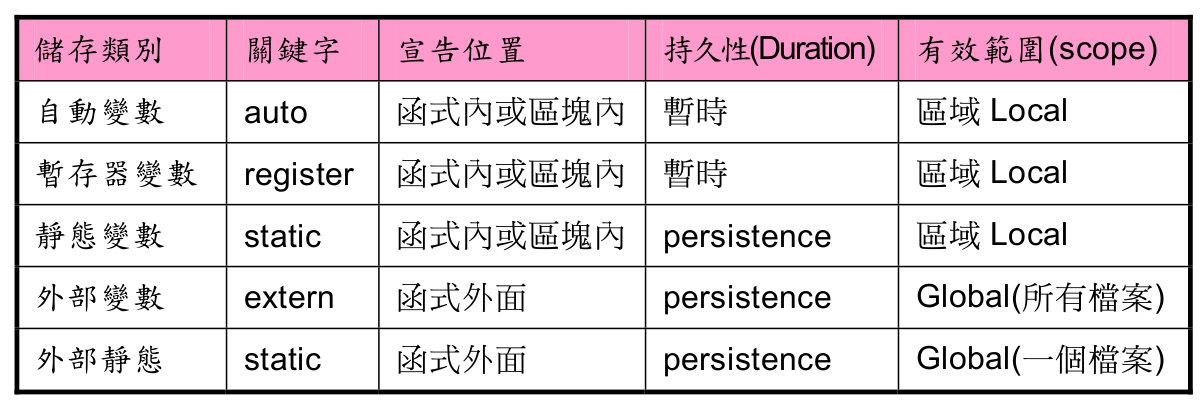 儲存類別 關鍵字 宣告位置 持久性(Duration) 有效範圍(scope)
自動變數 auto 函式內或區塊內 暫時 區域 Local
暫存器變數 register 函式內或區塊內 暫時 區域 Local
靜態變數 static 函式內或區塊內 persistence 區域 Local
外部變數 extern 函式外面 persistence Global(所有檔案)
外部靜態 static 函式外面 persistence Global(一個檔案)